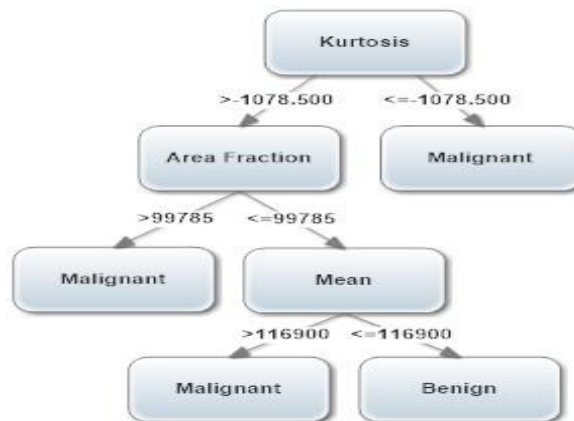 Kurtosis
>-1078.500 <=-1078.500
Area Fraction Malignant
>99785 <=99785
Malignant Mean
>116900 <=116900
Malignant Benign